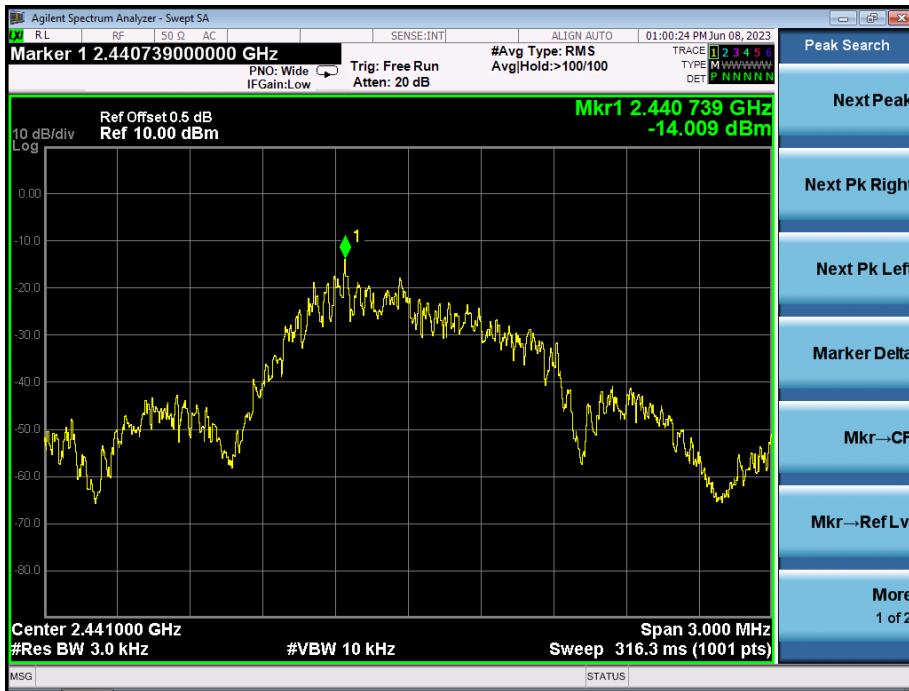 Agilent Spectrum Analyzer - Swept SA
LXI RL RF 50 Ω AC SENSE:INT ALIGN AUTO 01:00:24 PM Jun 08, 2023
Marker 1 2.440739000000 GHz
PNO: Wide
IFGain:Low
Trig: Free Run
Atten: 20 dB
#Avg Type: RMS
Avg|Hold:>100/100
TRACE 1 2 3 4 5 6
TYPE M W W W W W
DET P N N N N N
Ref Offset 0.5 dB
Ref 10.00 dBm
10 dB/div
Log
Mkr1 2.440 739 GHz
-14.009 dBm
0.00
1
-10.0
-20.0
-30.0
-40.0
-50.0
-60.0
-70.0
-80.0
Center 2.441000 GHz
Span 3.000 MHz
#Res BW 3.0 kHz
#VBW 10 kHz
Sweep 316.3 ms (1001 pts)
MSG
STATUS
Peak Search
Next Peak
Next Pk Right
Next Pk Left
Marker Delta
Mkr→CF
Mkr→Ref Lv
More
1 of 2